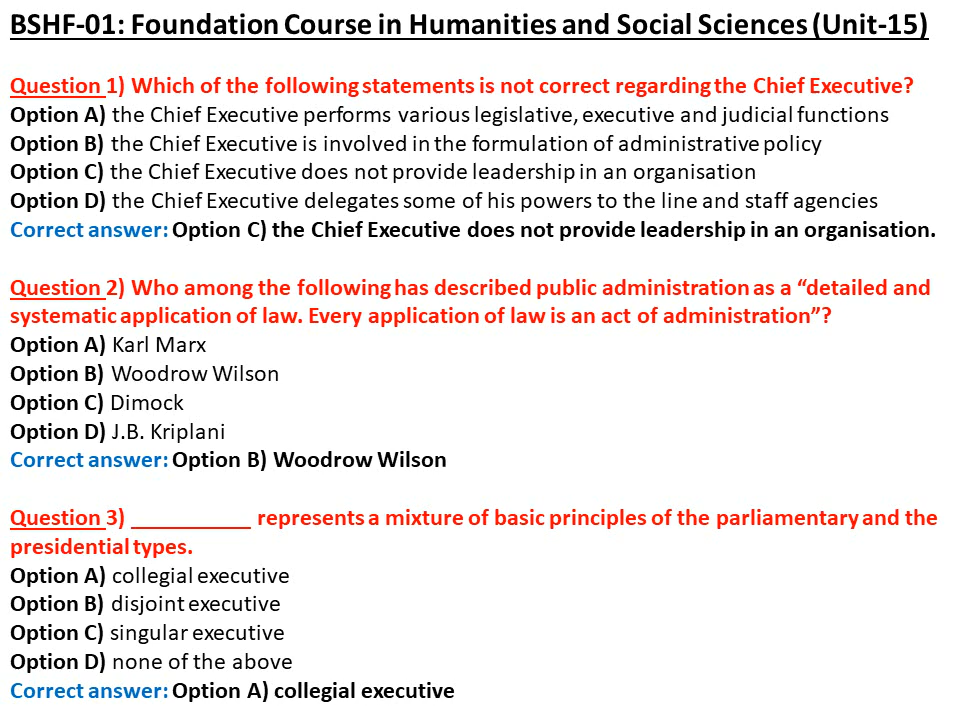 BSHF-01: Foundation Course in Humanities and Social Sciences (Unit-15)
Question 1) Which of the following statements is not correct regarding the Chief Executive?
Option A) the Chief Executive performs various legislative, executive and judicial functions
Option B) the Chief Executive is involved in the formulation of administrative policy
Option C) the Chief Executive does not provide leadership in an organisation
Option D) the Chief Executive delegates some of his powers to the line and staff agencies
Correct answer: Option C) the Chief Executive does not provide leadership in an organisation.
Question 2) Who among the following has described public administration as a “detailed and
systematic application of law. Every application of law is an act of administration”?
Option A) Karl Marx
Option B) Woodrow Wilson
Option C) Dimock
Option D) J.B. Kriplani
Correct answer: Option B) Woodrow Wilson
Question 3) __________ represents a mixture of basic principles of the parliamentary and the
presidential types.
Option A) collegial executive
Option B) disjoint executive
Option C) singular executive
Option D) none of the above
Correct answer: Option A) collegial executive